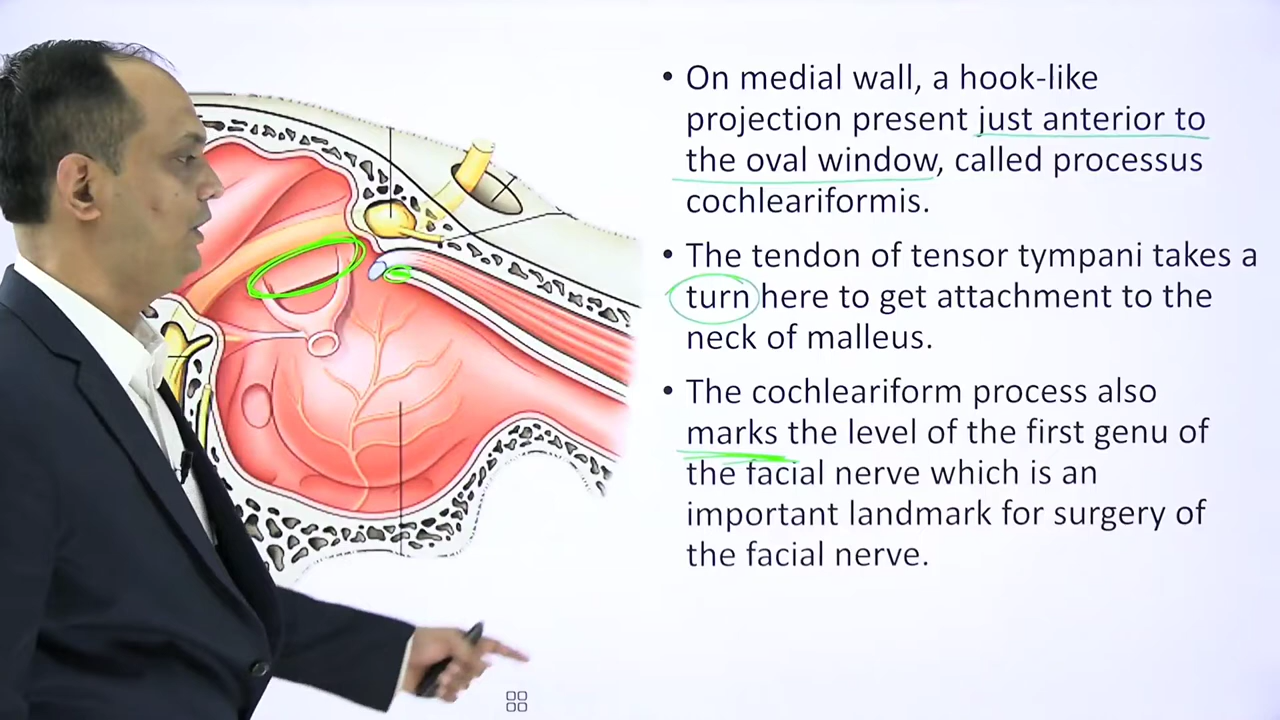 • On medial wall, a hook-like
projection present just anterior to
the oval window, called processus
cochleariformis.
• The tendon of tensor tympani takes a
turn here to get attachment to the
neck of malleus.
• The cochleariform process also
marks the level of the first genu of
the facial nerve which is an
important landmark for surgery of
the facial nerve.